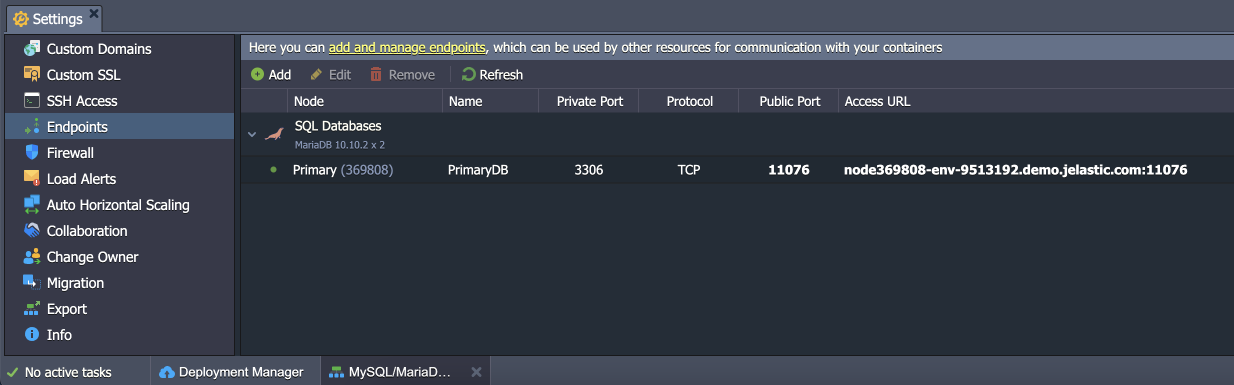 Settings
Custom Domains
Custom SSL
SSH Access
Endpoints
Firewall
Load Alerts
Auto Horizontal Scaling
Collaboration
Change Owner
Migration
Export
Info
Here you can add and manage endpoints, which can be used by other resources for communication with your containers
Add Edit Remove Refresh
Node Name Private Port Protocol Public Port Access URL
SQL Databases
MariaDB 10.10.2 x 2
Primary (369808) PrimaryDB 3306 TCP 11076 node369808-env-9513192.demo.jelastic.com:11076
No active tasks Deployment Manager MySQL/MariaD...